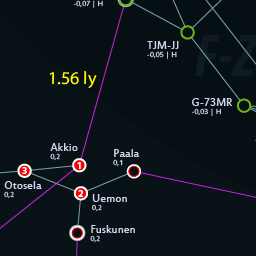 -0,07 | H
TJM-JJ
-0,05 | H
F-Z
1.56 ly
G-73MR
-0,03 | H
Akkio
0,2
Paala
0,1
1
3
Otosela
0,2
2
Uemon
0,2
Fuskunen
0,2